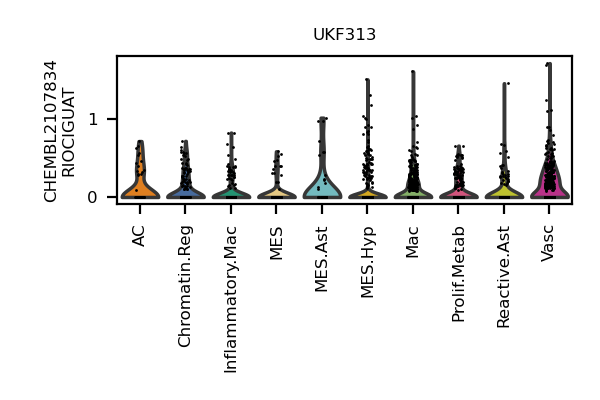 UKF313
CHEMBL2107834
RIOCIGUAT
1
0
AC
Chromatin.Reg
Inflammatory.Mac
MES
MES.Ast
MES.Hyp
Mac
Prolif.Metab
Reactive.Ast
Vasc